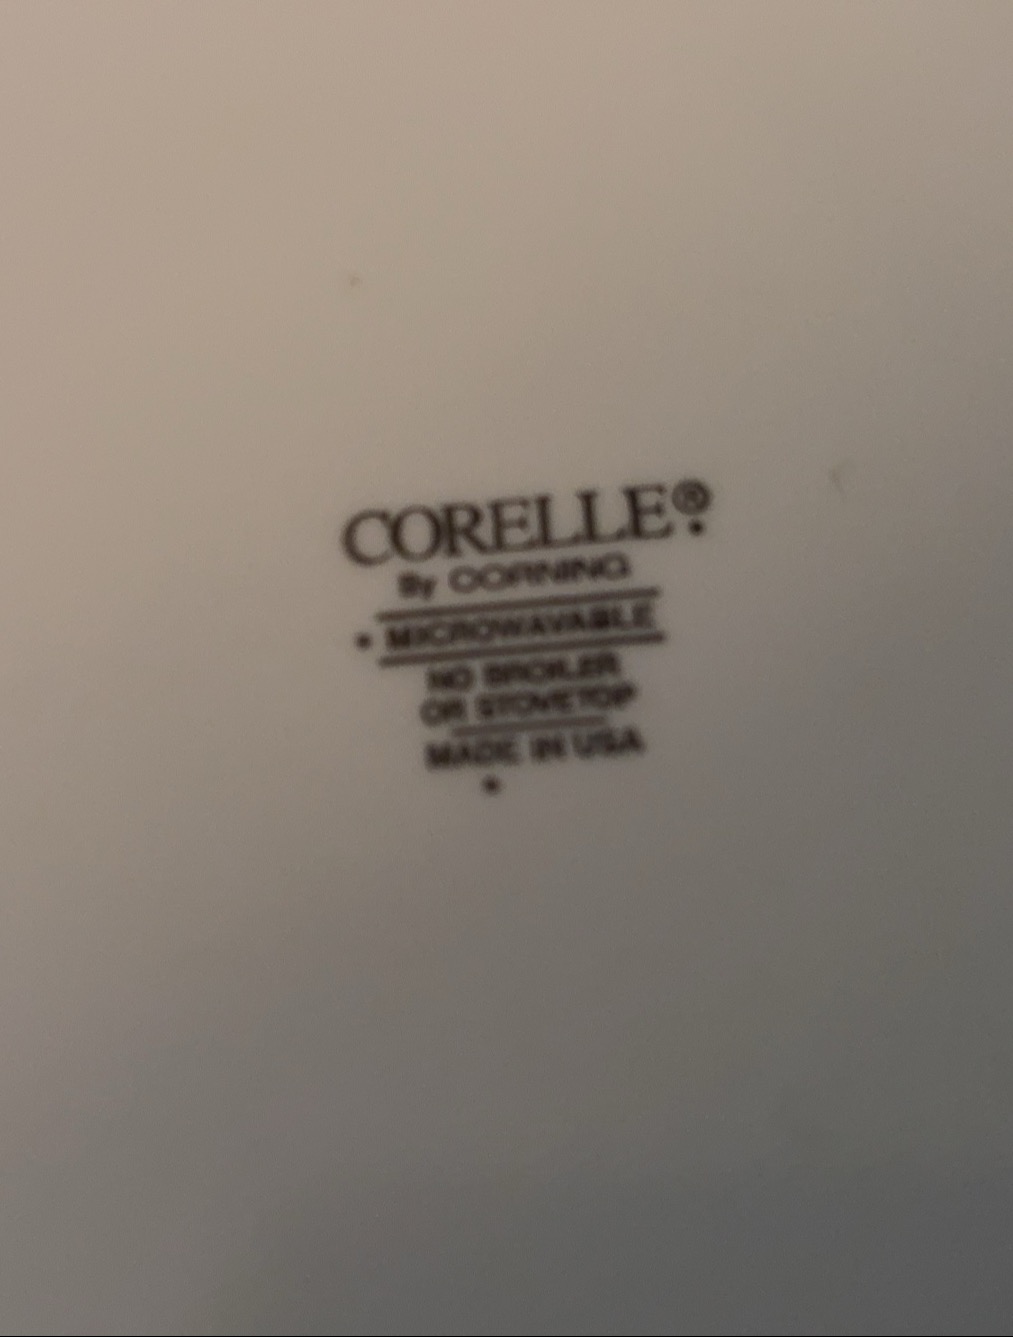 CORELLE®
By CORNING
MICROWAVABLE
NO BROILER
OR STOVETOP
MADE IN USA